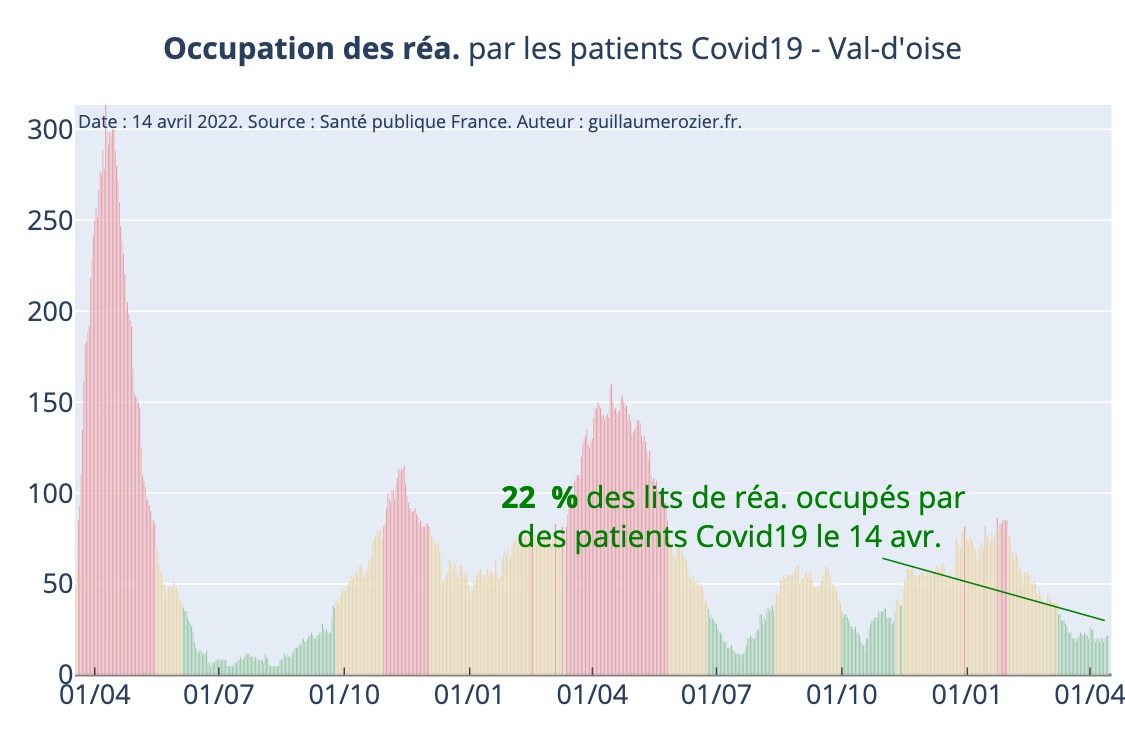 Occupation des réa. par les patients Covid19 - Val-d'oise
Date : 14 avril 2022. Source : Santé publique France. Auteur : guillaumerozier.fr.
300
250
200
150
100
50
0
22 % des lits de réa. occupés par
des patients Covid19 le 14 avr.
01/04 01/07 01/10 01/01 01/04 01/07 01/10 01/01 01/04